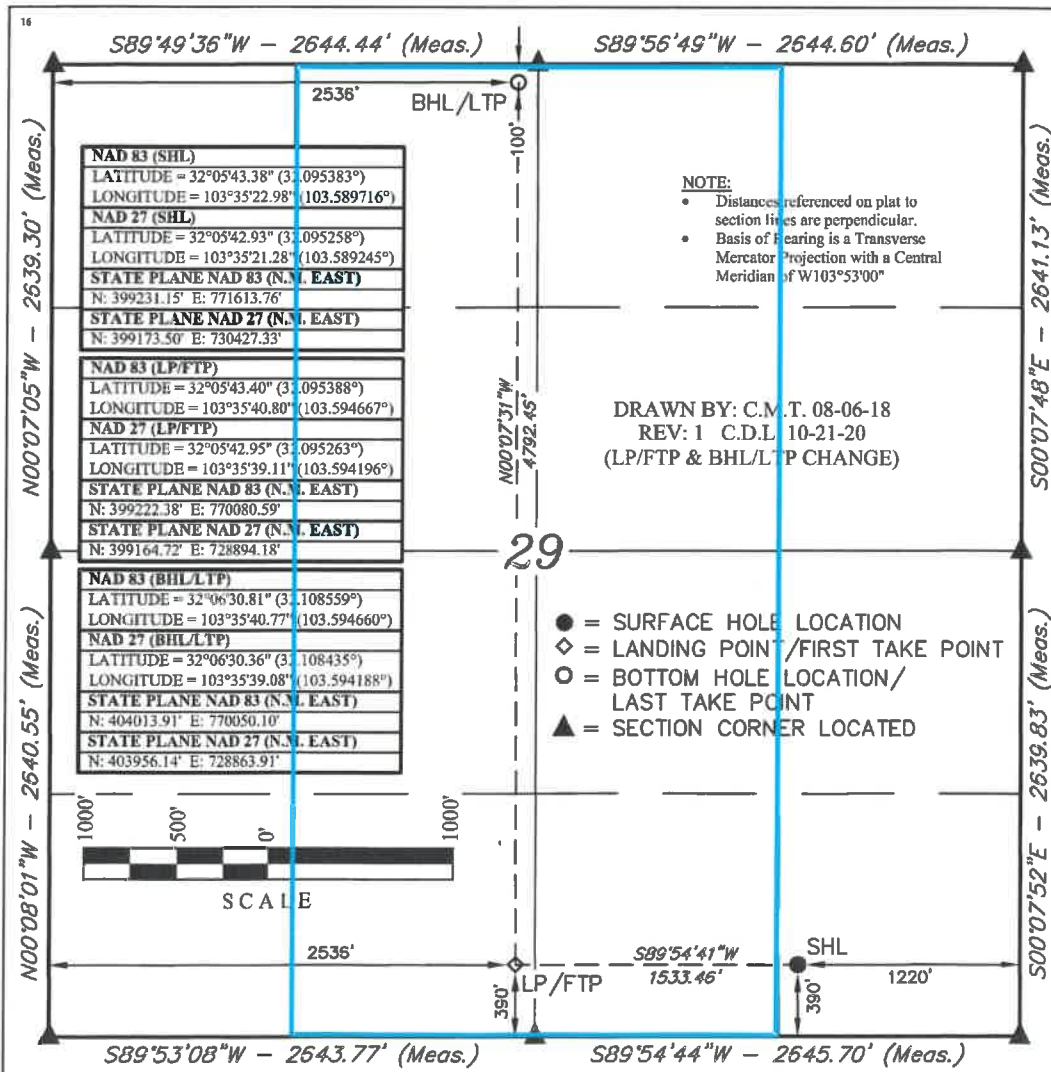 16
S89°49'36"W – 2644.44' (Meas.)
S89°56'49"W – 2644.60' (Meas.)
2536'
BHL/LTP
100'
N00°07'05"W – 2639.30' (Meas.)
S00°07'48"E – 2641.13' (Meas.)
NAD 83 (SHL)
LATITUDE = 32°05'43.38" (32.095383°)
LONGITUDE = 103°35'22.98" (103.589716°)
NAD 27 (SHL)
LATITUDE = 32°05'42.93" (32.095258°)
LONGITUDE = 103°35'21.28" (103.589245°)
STATE PLANE NAD 83 (N.M. EAST)
N: 399231.15' E: 771613.76'
STATE PLANE NAD 27 (N.M. EAST)
N: 399173.50' E: 730427.33'
NAD 83 (LP/FTP)
LATITUDE = 32°05'43.40" (32.095388°)
LONGITUDE = 103°35'40.80" (103.594667°)
NAD 27 (LP/FTP)
LATITUDE = 32°05'42.95" (32.095263°)
LONGITUDE = 103°35'39.11" (103.594196°)
STATE PLANE NAD 83 (N.M. EAST)
N: 399222.38' E: 770080.59'
STATE PLANE NAD 27 (N.M. EAST)
N: 399164.72' E: 728894.18'
NAD 83 (BHL/LTP)
LATITUDE = 32°06'30.81" (32.108559°)
LONGITUDE = 103°35'40.77" (103.594660°)
NAD 27 (BHL/LTP)
LATITUDE = 32°06'30.36" (32.108435°)
LONGITUDE = 103°35'39.08" (103.594188°)
STATE PLANE NAD 83 (N.M. EAST)
N: 404013.91' E: 770050.10'
STATE PLANE NAD 27 (N.M. EAST)
N: 403956.14' E: 728863.91'
NOTE:
• Distances referenced on plat to
section lines are perpendicular.
• Basis of Bearing is a Transverse
Mercator Projection with a Central
Meridian of W103°53'00"
N00°07'31"W
4792.45'
DRAWN BY: C.M.T. 08-06-18
REV: 1 C.D.L. 10-21-20
(LP/FTP & BHL/LTP CHANGE)
29
● = SURFACE HOLE LOCATION
◇ = LANDING POINT/FIRST TAKE POINT
○ = BOTTOM HOLE LOCATION/
LAST TAKE POINT
▲ = SECTION CORNER LOCATED
N00°08'01"W – 2640.55' (Meas.)
S00°07'52"E – 2639.83' (Meas.)
1000'
500'
0'
1000'
SCALE
2536'
LP/FTP
390'
S89°54'41"W
1533.46'
SHL
390'
1220'
S89°53'08"W – 2643.77' (Meas.)
S89°54'44"W – 2645.70' (Meas.)